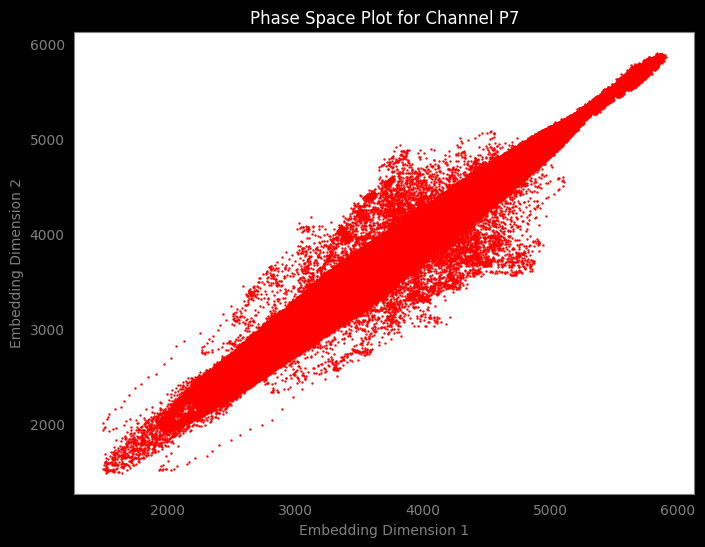 Phase Space Plot for Channel P7
6000
5000
4000
3000
2000
Embedding Dimension 2
2000 3000 4000 5000 6000
Embedding Dimension 1